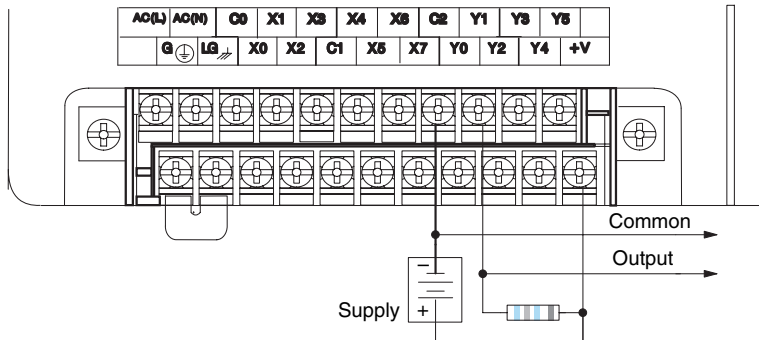 AC(L) AC(N) C0 X1 X3 X4 X6 C2 Y1 Y3 Y5
G LG X0 X2 C1 X5 X7 Y0 Y2 Y4 +V
Common
Output
−
Supply +